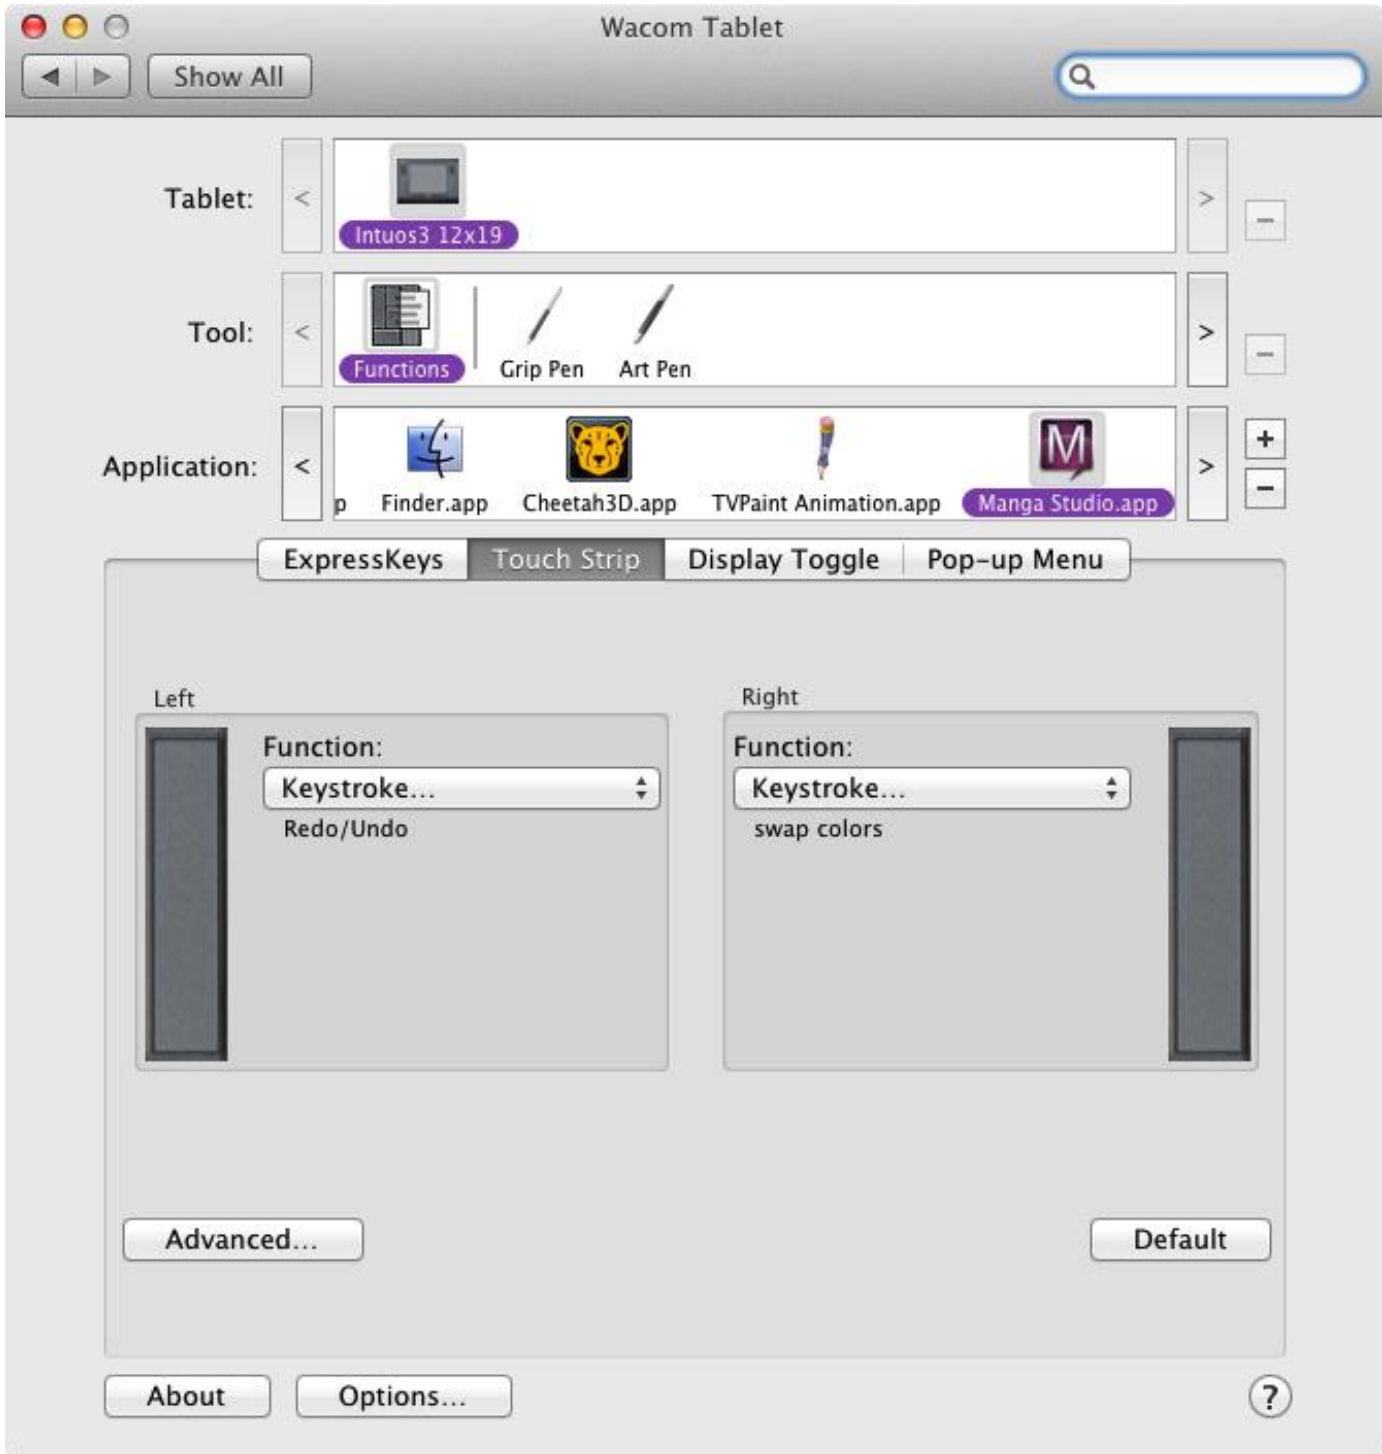 Wacom Tablet
Show All
Tablet:
<
>
−
Intuos3 12x19
Tool:
<
>
−
Functions
Grip Pen
Art Pen
Application:
<
>
+
−
p
Finder.app
Cheetah3D.app
TVPaint Animation.app
M
Manga Studio.app
ExpressKeys
Touch Strip
Display Toggle
Pop-up Menu
Left
Function:
Keystroke...
Redo/Undo
Right
Function:
Keystroke...
swap colors
Advanced...
Default
About
Options...
?